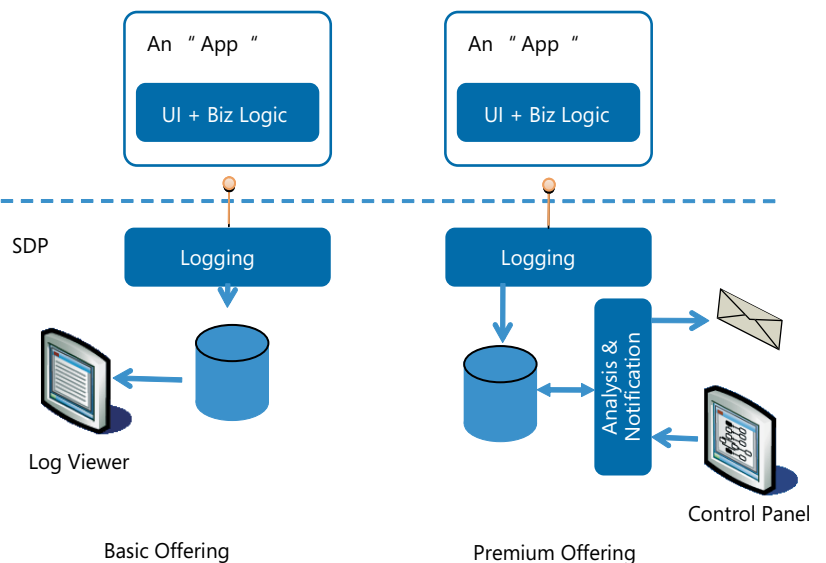 An “ App “
UI + Biz Logic
An “ App “
UI + Biz Logic
SDP
Logging
Logging
Analysis &
Notification
Log Viewer
Control Panel
Basic Offering
Premium Offering